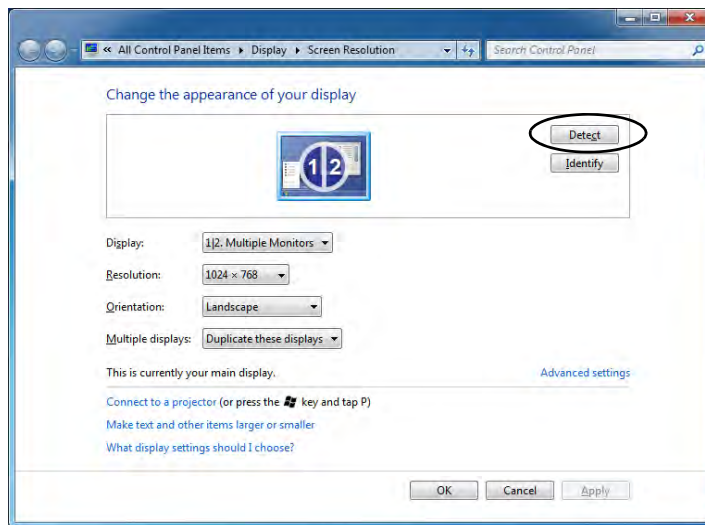 « All Control Panel Items ▸ Display ▸ Screen Resolution
Search Control Panel
Change the appearance of your display
1|2
Detect
Identify
Display: 1|2. Multiple Monitors
Resolution: 1024 × 768
Orientation: Landscape
Multiple displays: Duplicate these displays
This is currently your main display.
Advanced settings
Connect to a projector (or press the key and tap P)
Make text and other items larger or smaller
What display settings should I choose?
OK Cancel Apply